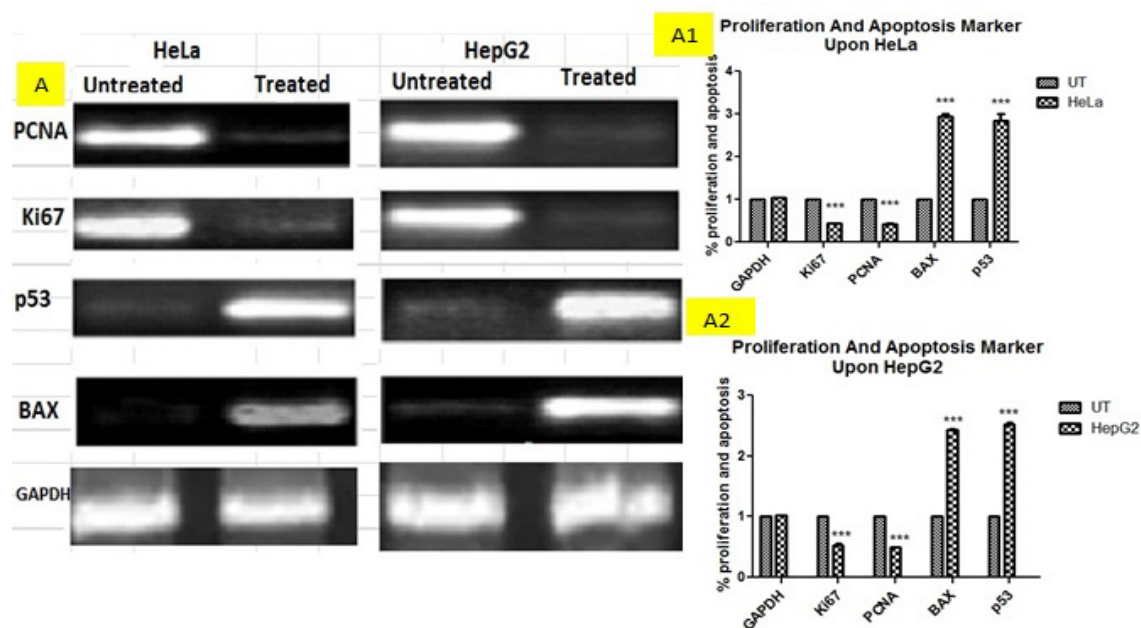 A
HeLa
HepG2
Untreated Treated
Untreated Treated
PCNA
Ki67
p53
BAX
GAPDH
A1
Proliferation And Apoptosis Marker
Upon HeLa
% proliferation and apoptosis
4
3
2
1
0
*** *** *** ***
GAPDH Ki67 PCNA BAX p53
UT
HeLa
A2
Proliferation And Apoptosis Marker
Upon HepG2
% proliferation and apoptosis
3
2
1
0
*** *** *** ***
GAPDH Ki67 PCNA BAX p53
UT
HepG2